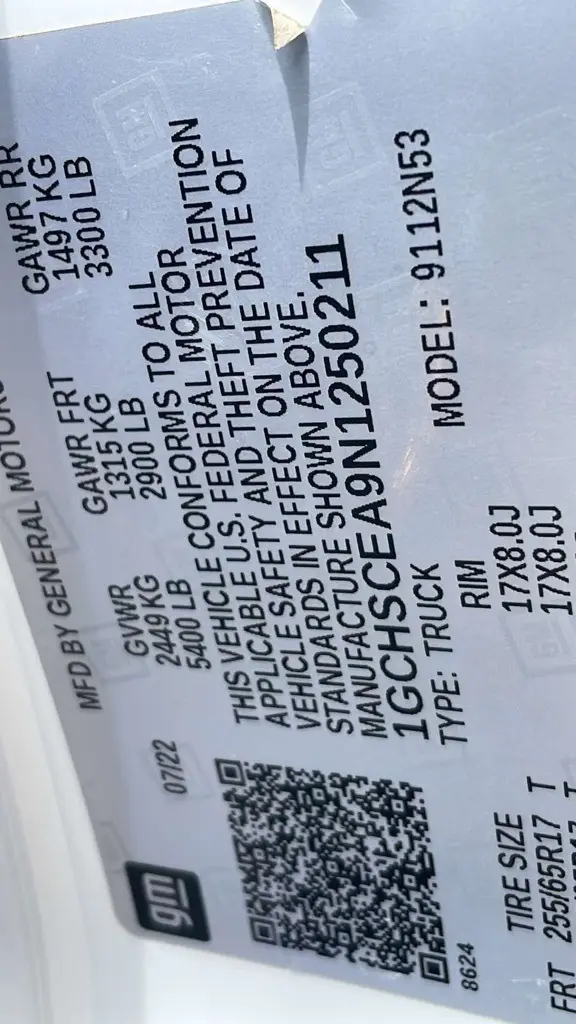 gm
07/22
MFD BY GENERAL MOTORS
GVWR GAWR FRT GAWR RR
2449 KG 1315 KG 1497 KG
5400 LB 2900 LB 3300 LB
THIS VEHICLE CONFORMS TO ALL
APPLICABLE U.S. FEDERAL MOTOR
VEHICLE SAFETY AND THEFT PREVENTION
STANDARDS IN EFFECT ON THE DATE OF
MANUFACTURE SHOWN ABOVE.
1GCHSCEA9N1250211
TYPE: TRUCK MODEL: 9112N53
8624
TIRE SIZE RIM
FRT 255/65R17 T 17X8.0J
17X8.0J